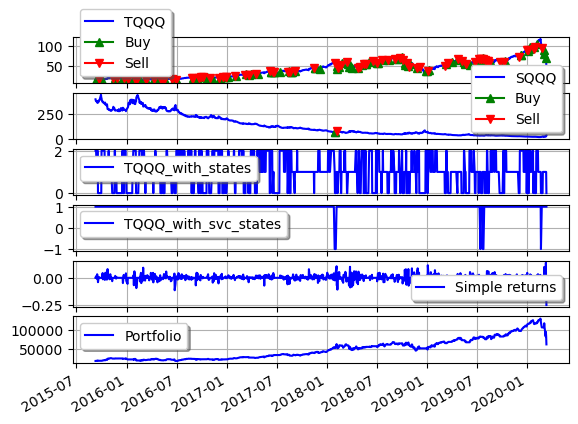 TQQQ
Buy
Sell
100
50
SQQQ
Buy
Sell
250
0
2
0
TQQQ_with_states
1
0
−1
TQQQ_with_svc_states
0.00
−0.25
Simple returns
100000
50000
Portfolio
2015-07 2016-01 2016-07 2017-01 2017-07 2018-01 2018-07 2019-01 2019-07 2020-01